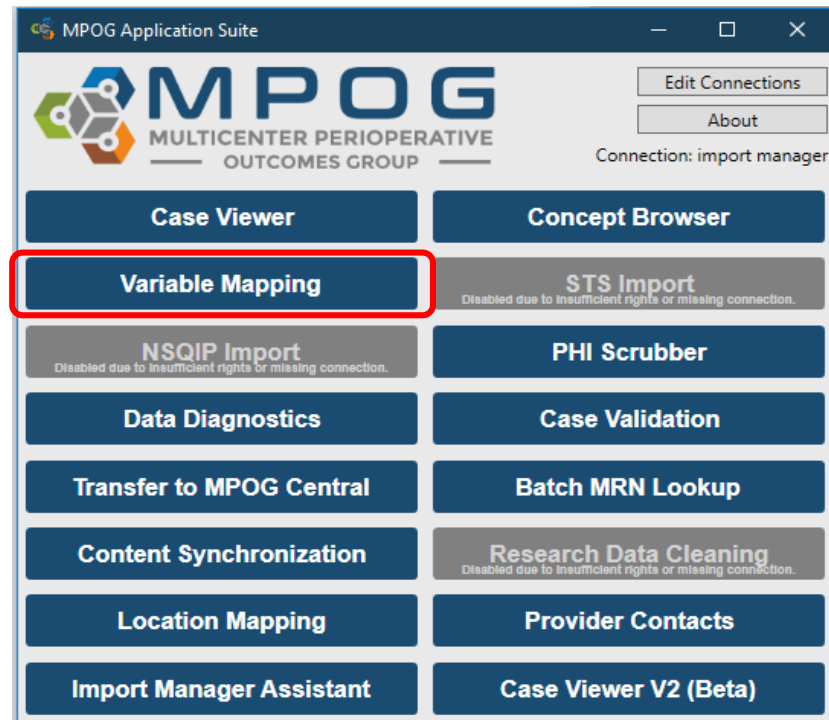 MPOG Application Suite
MPOG
MULTICENTER PERIOPERATIVE
OUTCOMES GROUP
Edit Connections
About
Connection: import manager
Case Viewer
Concept Browser
Variable Mapping
STS Import
Disabled due to insufficient rights or missing connection.
NSQIP Import
Disabled due to insufficient rights or missing connection.
PHI Scrubber
Data Diagnostics
Case Validation
Transfer to MPOG Central
Batch MRN Lookup
Content Synchronization
Research Data Cleaning
Disabled due to insufficient rights or missing connection.
Location Mapping
Provider Contacts
Import Manager Assistant
Case Viewer V2 (Beta)